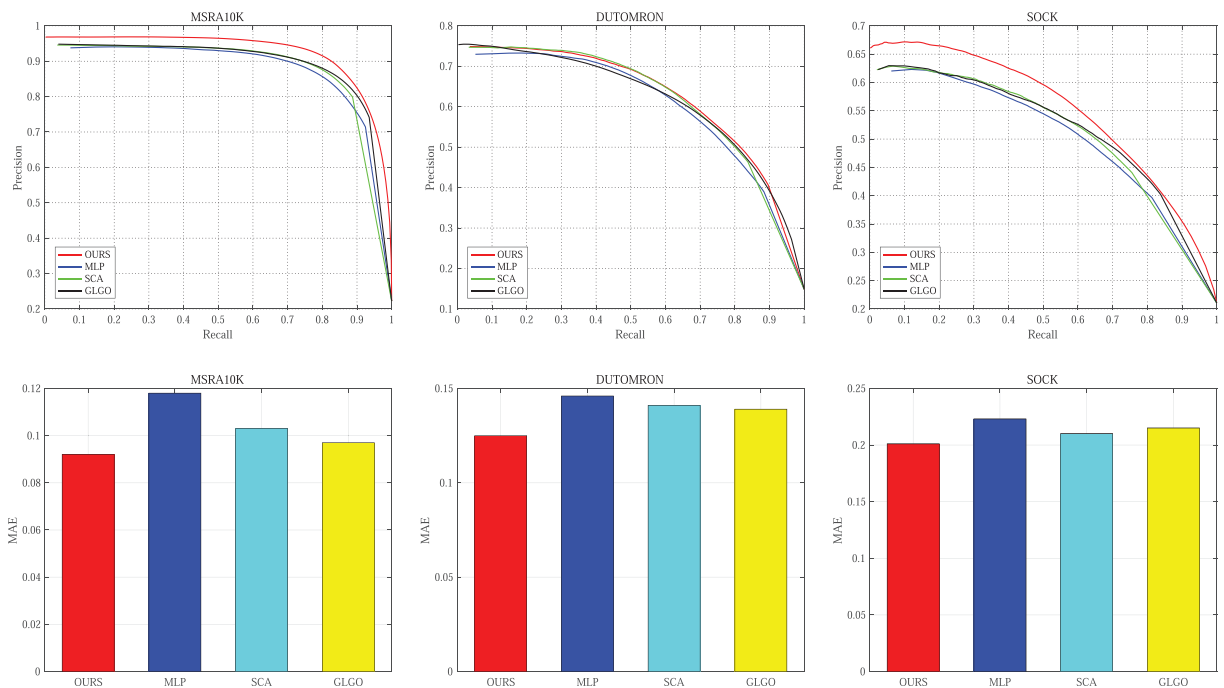 MSRA10K
1
0.9
0.8
0.7
0.6
0.5
0.4
0.3
0.2
Precision
OURS
MLP
SCA
GLGO
0 0.1 0.2 0.3 0.4 0.5 0.6 0.7 0.8 0.9 1
Recall
DUTOMRON
0.8
0.7
0.6
0.5
0.4
0.3
0.2
0.1
Precision
OURS
MLP
SCA
GLGO
0 0.1 0.2 0.3 0.4 0.5 0.6 0.7 0.8 0.9 1
Recall
SOCK
0.7
0.65
0.6
0.55
0.5
0.45
0.4
0.35
0.3
0.25
0.2
Precision
OURS
MLP
SCA
GLGO
0 0.1 0.2 0.3 0.4 0.5 0.6 0.7 0.8 0.9 1
Recall
MSRA10K
0.12
0.1
0.08
0.06
0.04
0.02
0
MAE
OURS MLP SCA GLGO
DUTOMRON
0.15
0.1
0.05
0
MAE
OURS MLP SCA GLGO
SOCK
0.25
0.2
0.15
0.1
0.05
0
MAE
OURS MLP SCA GLGO